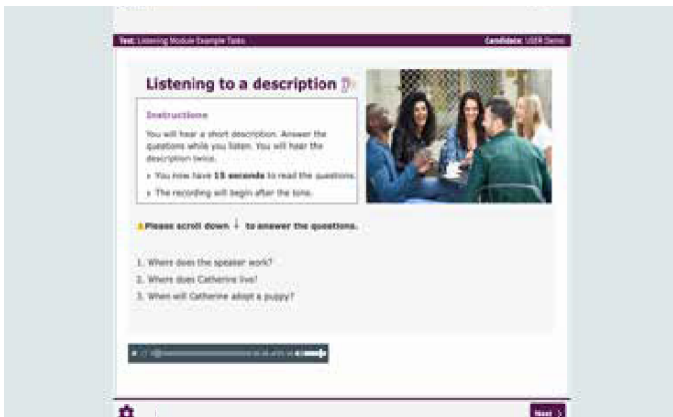 Test: Listening Module Example Tasks
Candidate: USER Demo
Listening to a description
Instructions
You will hear a short description. Answer the
questions while you listen. You will hear the
description twice.
You now have 15 seconds to read the questions.
The recording will begin after the tone.
Please scroll down ↓ to answer the questions.
1. Where does the speaker work?
2. Where does Catherine live?
3. When will Catherine adopt a puppy?
Next >